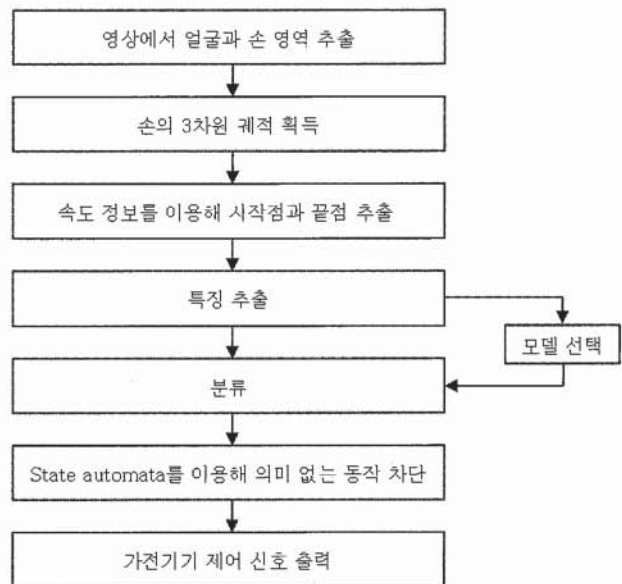 영상에서 얼굴과 손 영역 추출
손의 3차원 궤적 획득
속도 정보를 이용해 시작점과 끝점 추출
특징 추출
모델 선택
분류
State automata를 이용해 의미 없는 동작 차단
가전기기 제어 신호 출력